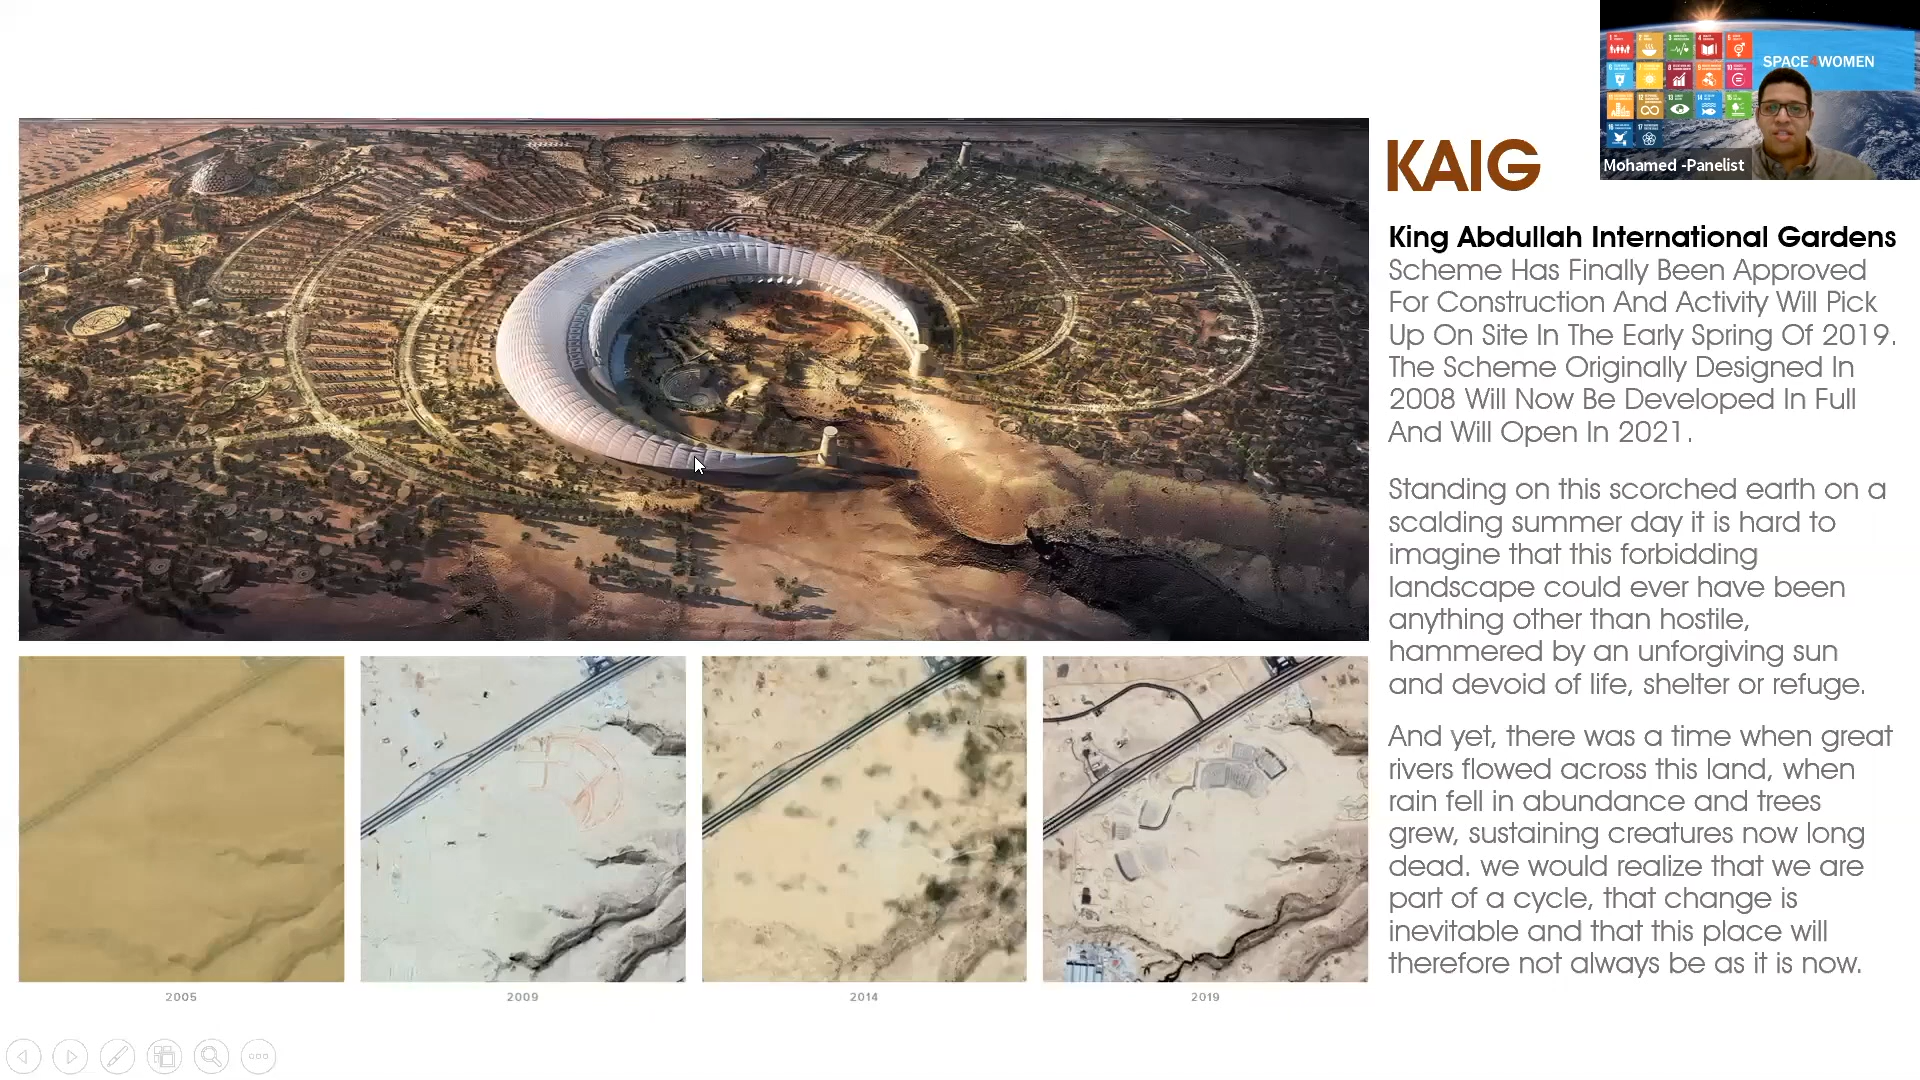 SPACE4WOMEN
Mohamed -Panelist
KAIG
King Abdullah International Gardens
Scheme Has Finally Been Approved
For Construction And Activity Will Pick
Up On Site In The Early Spring Of 2019.
The Scheme Originally Designed In
2008 Will Now Be Developed In Full
And Will Open In 2021.
Standing on this scorched earth on a
scalding summer day it is hard to
imagine that this forbidding
landscape could ever have been
anything other than hostile,
hammered by an unforgiving sun
and devoid of life, shelter or refuge.
And yet, there was a time when great
rivers flowed across this land, when
rain fell in abundance and trees
grew, sustaining creatures now long
dead. we would realize that we are
part of a cycle, that change is
inevitable and that this place will
therefore not always be as it is now.
2005
2009
2014
2019